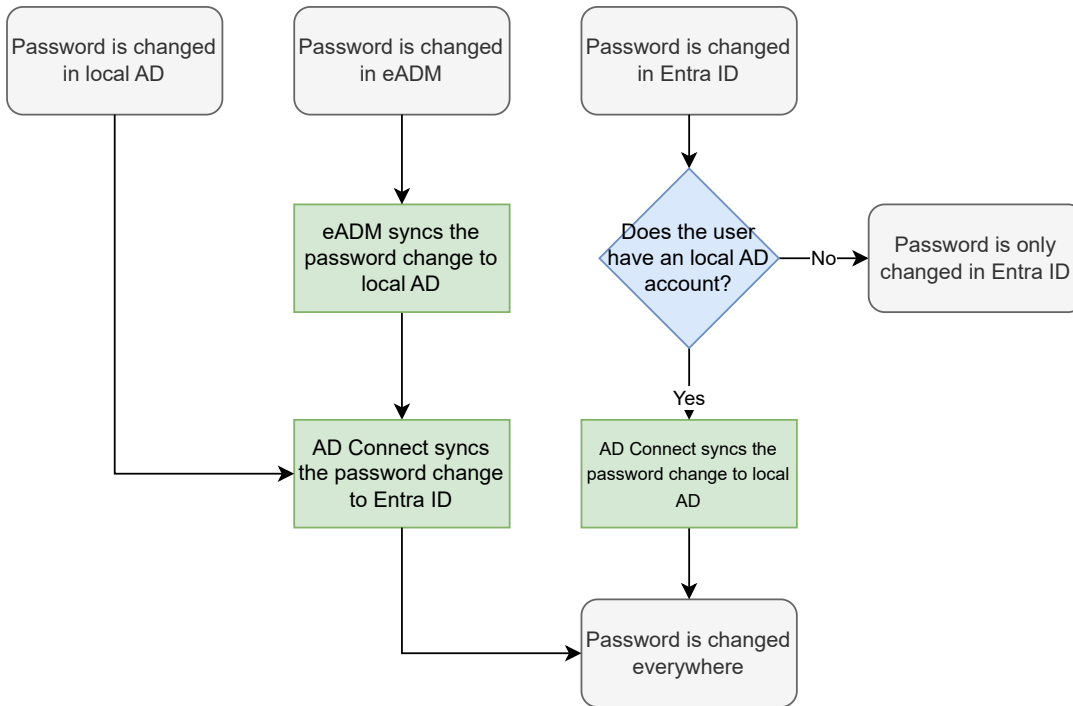 Password is changed
in local AD
Password is changed
in eADM
Password is changed
in Entra ID
eADM syncs the
password change to
local AD
Does the user
have an local AD
account?
No
Password is only
changed in Entra ID
Yes
AD Connect syncs
the password change
to Entra ID
AD Connect syncs the
password change to local
AD
Password is changed
everywhere